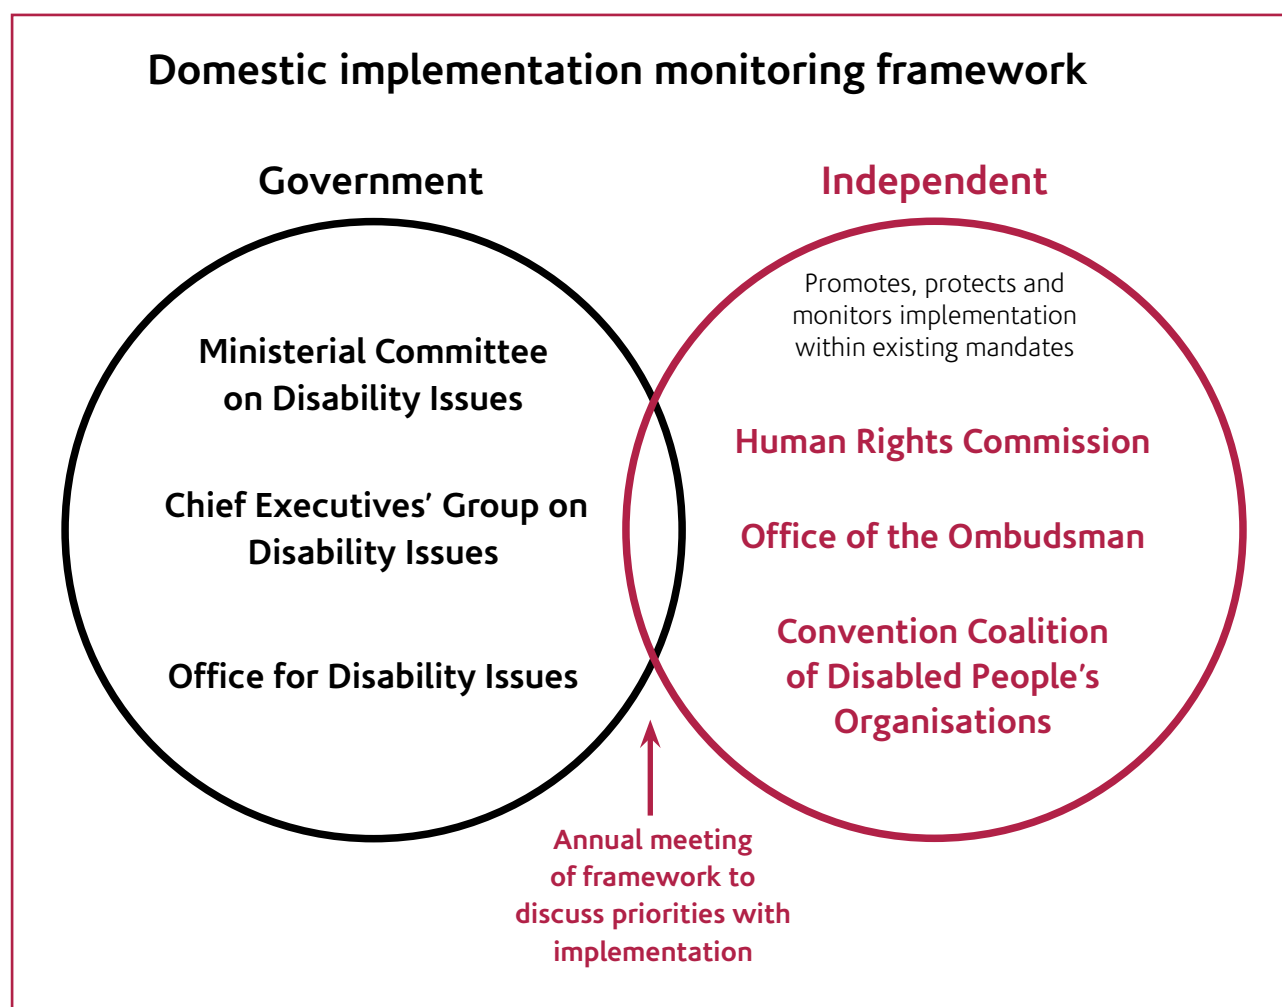 Domestic implementation monitoring framework
Government
Ministerial Committee
on Disability Issues
Chief Executives’ Group on
Disability Issues
Office for Disability Issues
Independent
Promotes, protects and
monitors implementation
within existing mandates
Human Rights Commission
Office of the Ombudsman
Convention Coalition
of Disabled People’s
Organisations
Annual meeting
of framework to
discuss priorities with
implementation